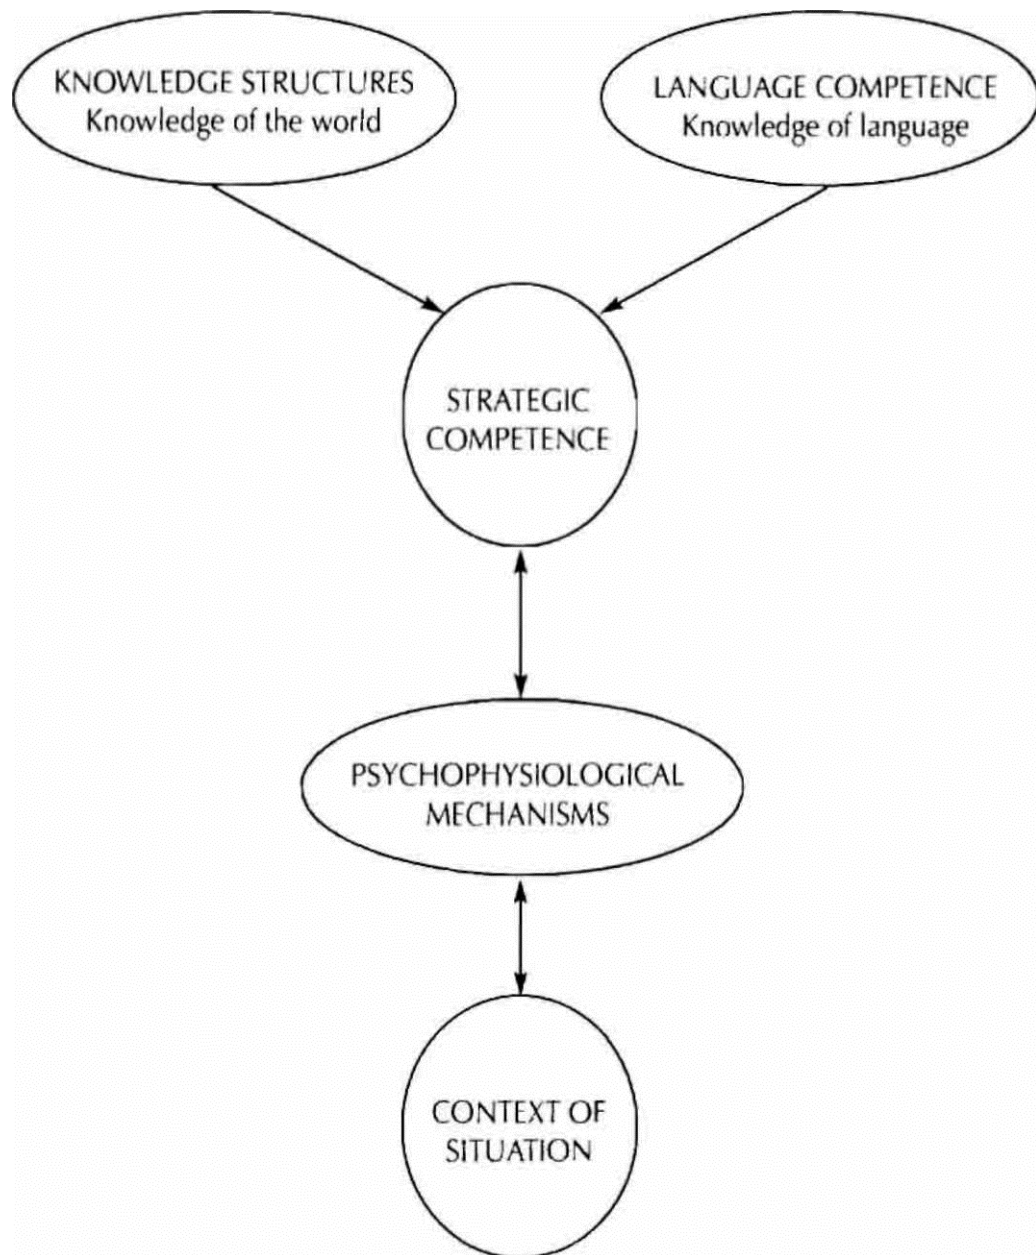 KNOWLEDGE STRUCTURES
Knowledge of the world
LANGUAGE COMPETENCE
Knowledge of language
STRATEGIC
COMPETENCE
PSYCHOPHYSIOLOGICAL
MECHANISMS
CONTEXT OF
SITUATION